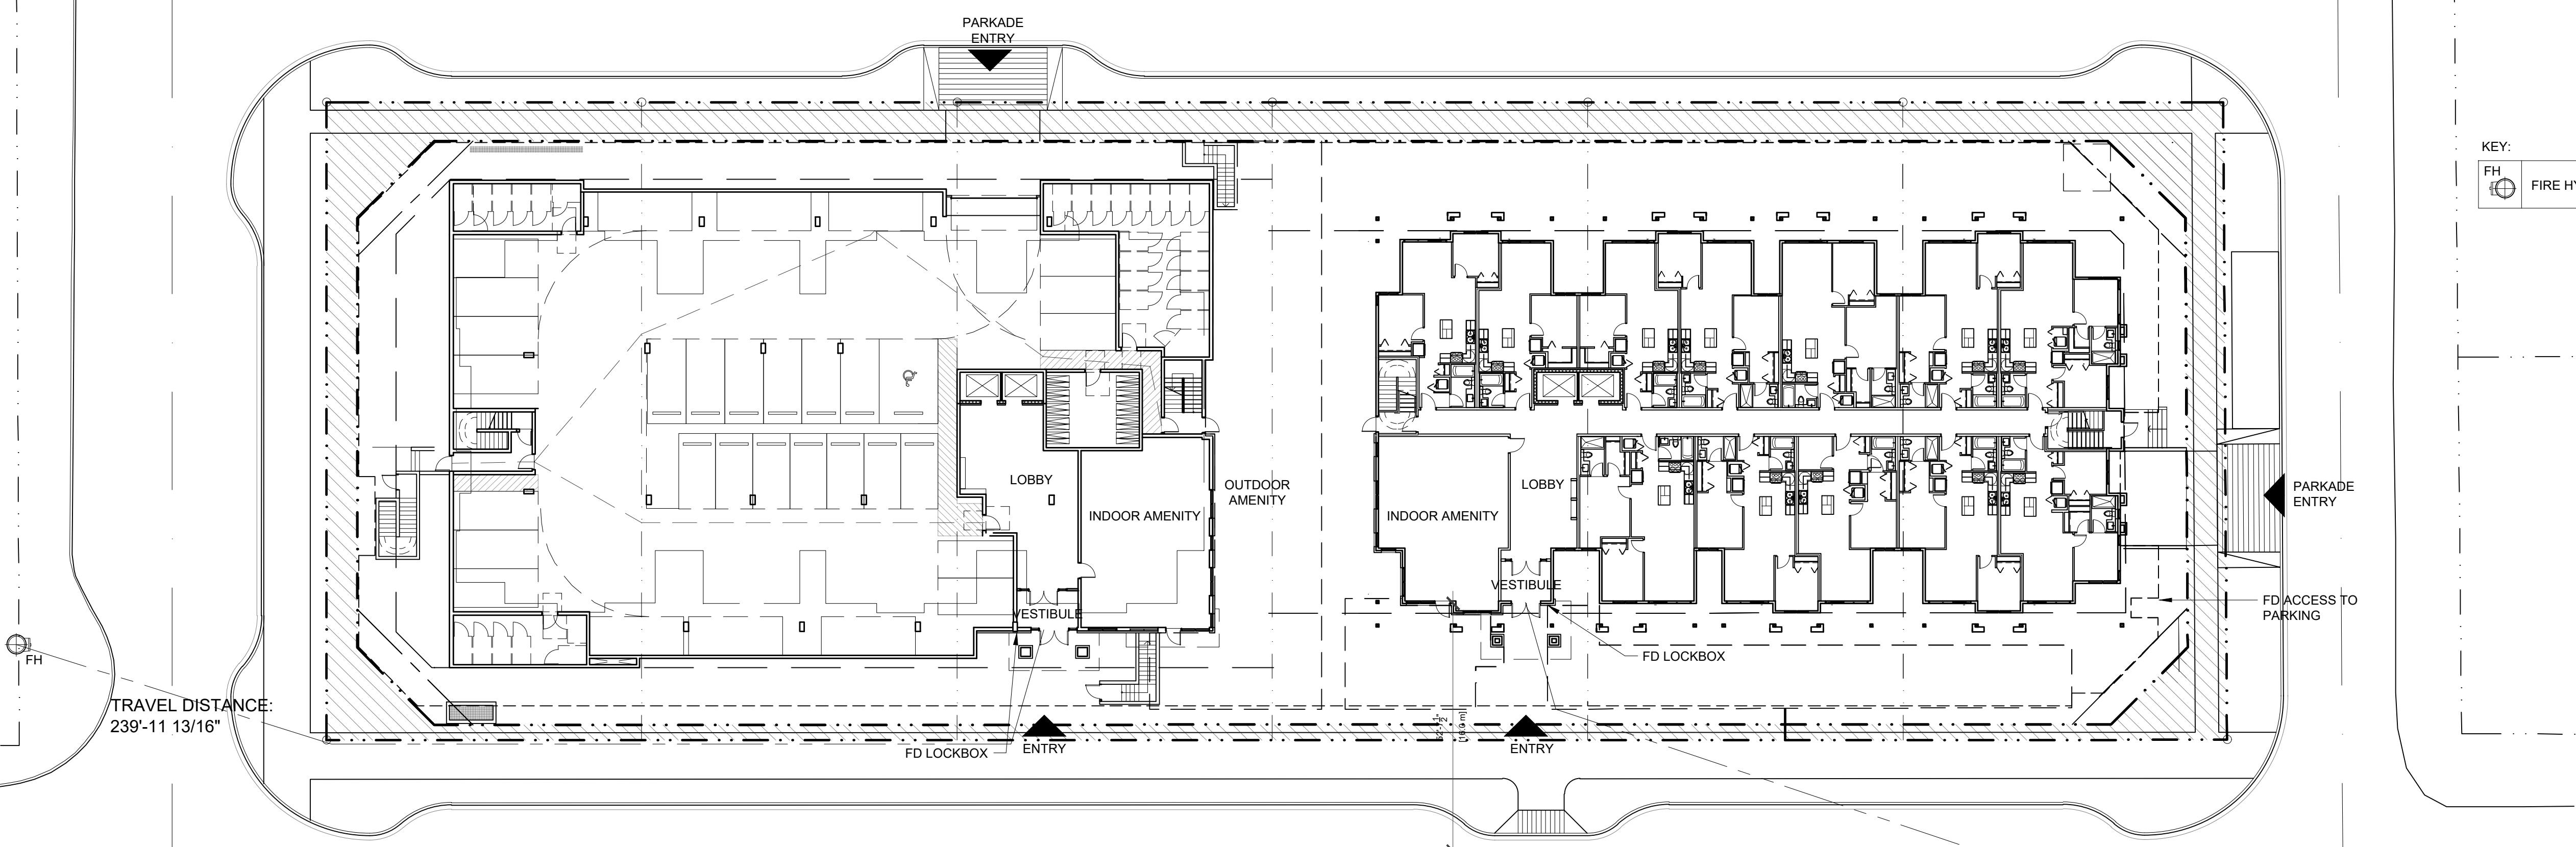 PARKADE
ENTRY
KEY:
FH
FIRE HY
LOBBY
INDOOR AMENITY
VESTIBULE
OUTDOOR
AMENITY
INDOOR AMENITY
LOBBY
VESTIBULE
PARKADE
ENTRY
FD ACCESS TO
PARKING
FD LOCKBOX
FH
TRAVEL DISTANCE:
239'-11 13/16"
FD LOCKBOX
ENTRY
ENTRY